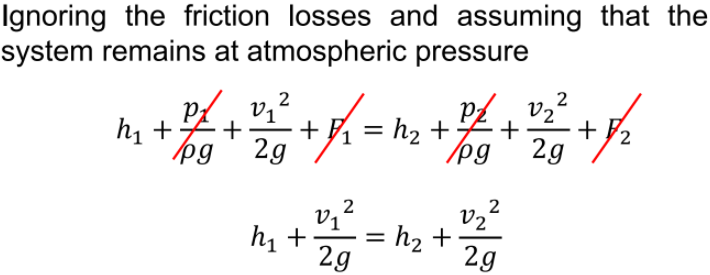 Ignoring the friction losses and assuming that the
system remains at atmospheric pressure
h₁ + p₁/ρg + v₁²/2g + F₁ = h₂ + p₂/ρg + v₂²/2g + F₂
h₁ + v₁²/2g = h₂ + v₂²/2g